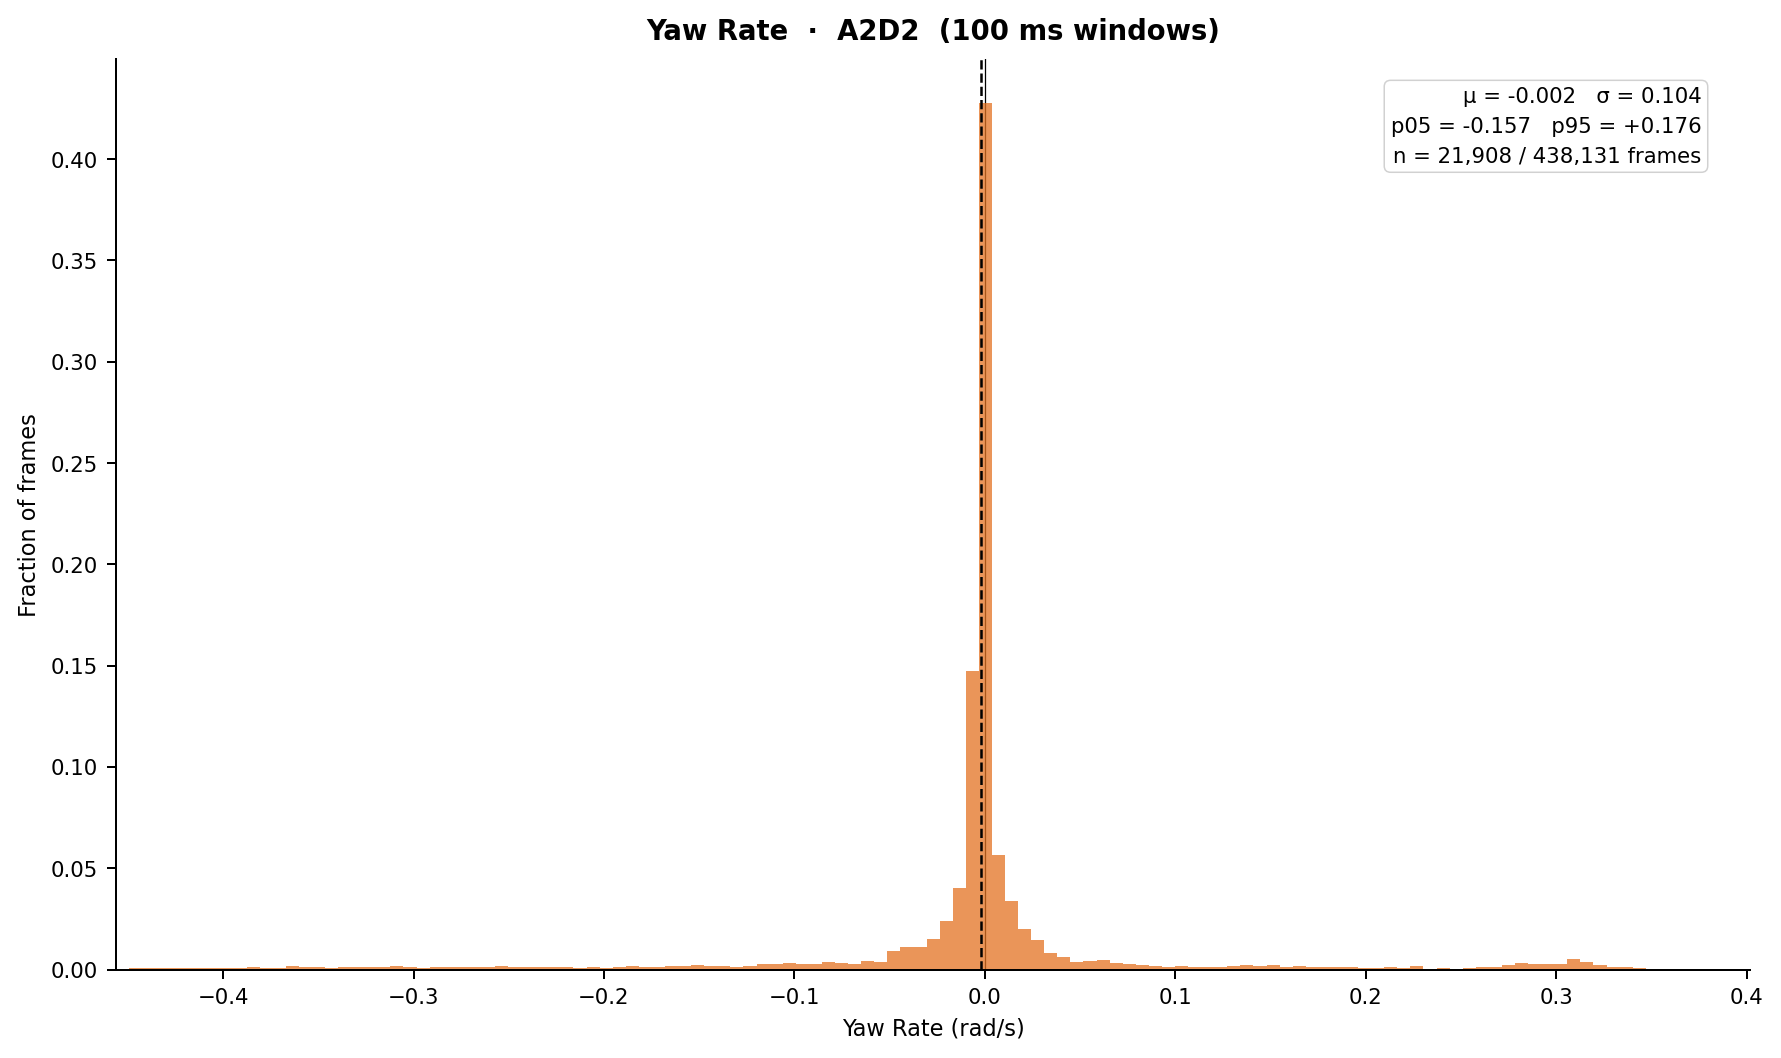 Yaw Rate · A2D2 (100 ms windows)
μ = -0.002 σ = 0.104
p05 = -0.157 p95 = +0.176
n = 21,908 / 438,131 frames
Fraction of frames
0.40
0.35
0.30
0.25
0.20
0.15
0.10
0.05
0.00
−0.4 −0.3 −0.2 −0.1 0.0 0.1 0.2 0.3 0.4
Yaw Rate (rad/s)